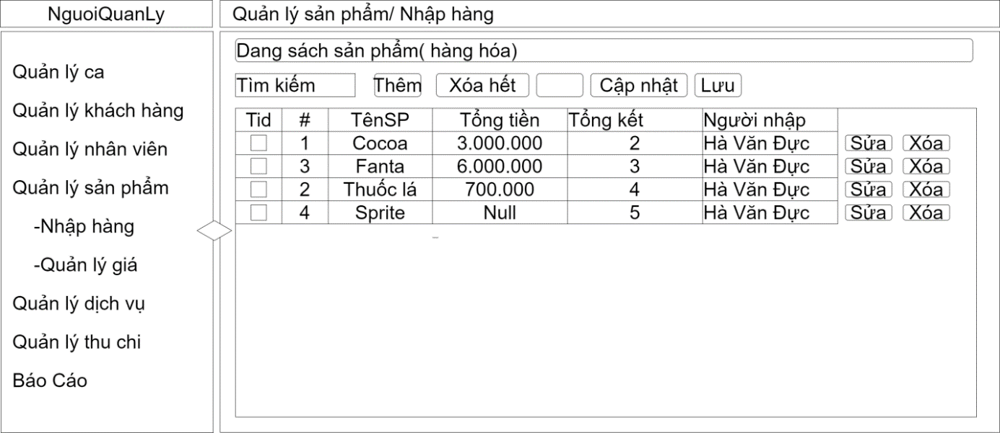 NguoiQuanLy
Quản lý sản phẩm/ Nhập hàng
Quản lý ca
Quản lý khách hàng
Quản lý nhân viên
Quản lý sản phẩm
-Nhập hàng
-Quản lý giá
Quản lý dịch vụ
Quản lý thu chi
Báo Cáo
Dang sách sản phẩm( hàng hóa)
Tìm kiếm Thêm Xóa hết Cập nhật Lưu
Tid # TênSP Tổng tiền Tổng kết Người nhập
1 Cocoa 3.000.000 2 Hà Văn Đực Sửa Xóa
3 Fanta 6.000.000 3 Hà Văn Đực Sửa Xóa
2 Thuốc lá 700.000 4 Hà Văn Đực Sửa Xóa
4 Sprite Null 5 Hà Văn Đực Sửa Xóa